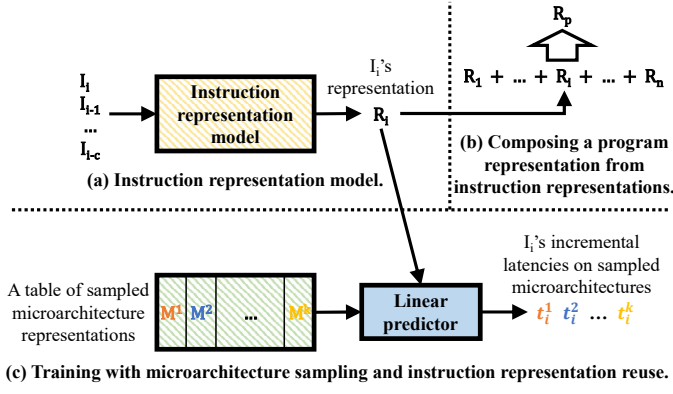 I_i
I_{i-1}
...
I_{i-c}
Instruction
representation
model
I_i's
representation
R_i
(a) Instruction representation model.
R_p
R_1 + ... + R_i + ... + R_n
(b) Composing a program
representation from
instruction representations.
A table of sampled
microarchitecture
representations
M^1 M^2 ... M^k
Linear
predictor
I_i's incremental
latencies on sampled
microarchitectures
t_i^1 t_i^2 ... t_i^k
(c) Training with microarchitecture sampling and instruction representation reuse.